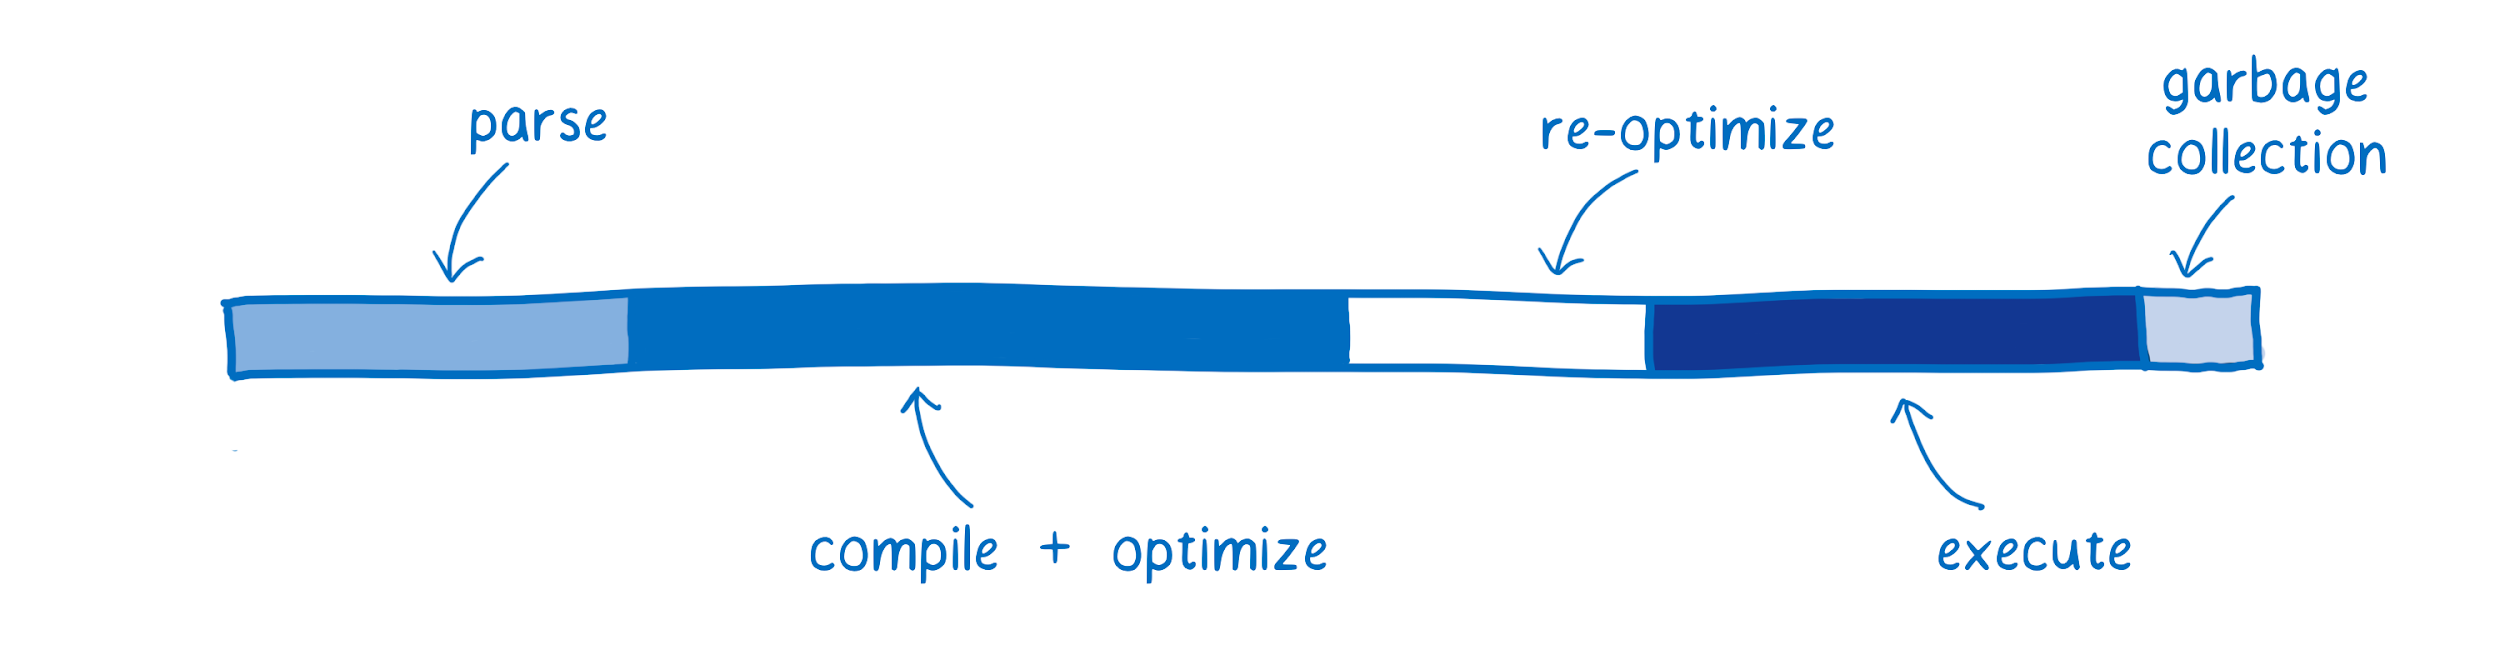 parse
re-optimize
garbage
collection
compile + optimize
execute